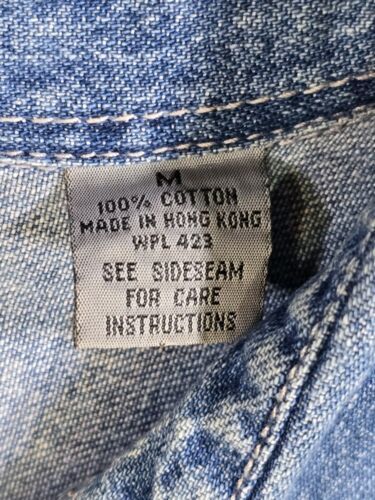 M
100% COTTON
MADE IN HONG KONG
WPL 423
SEE SIDESEAM
FOR CARE
INSTRUCTIONS